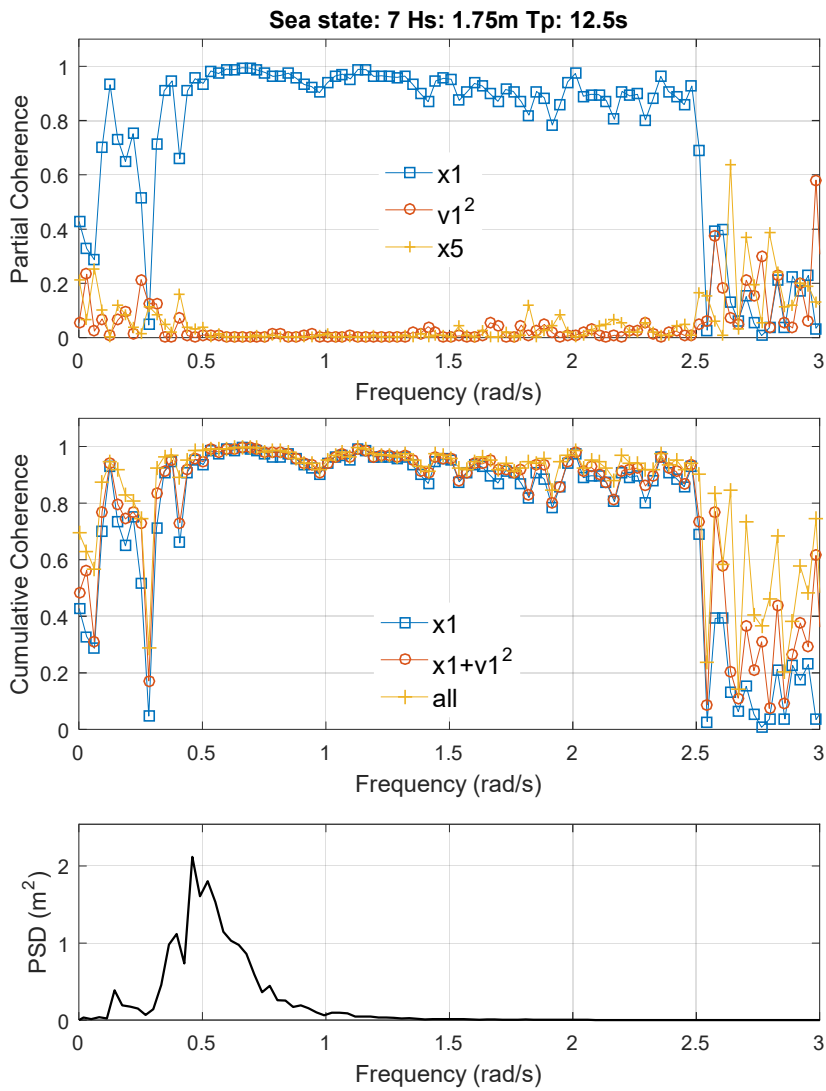 Sea state: 7 Hs: 1.75m Tp: 12.5s
1
0.8
0.6
0.4
0.2
0
Partial Coherence
x1
v1²
x5
0 0.5 1 1.5 2 2.5 3
Frequency (rad/s)
1
0.8
0.6
0.4
0.2
0
Cumulative Coherence
x1
x1+v1²
all
0 0.5 1 1.5 2 2.5 3
Frequency (rad/s)
2
1
0
PSD (m²)
0 0.5 1 1.5 2 2.5 3
Frequency (rad/s)